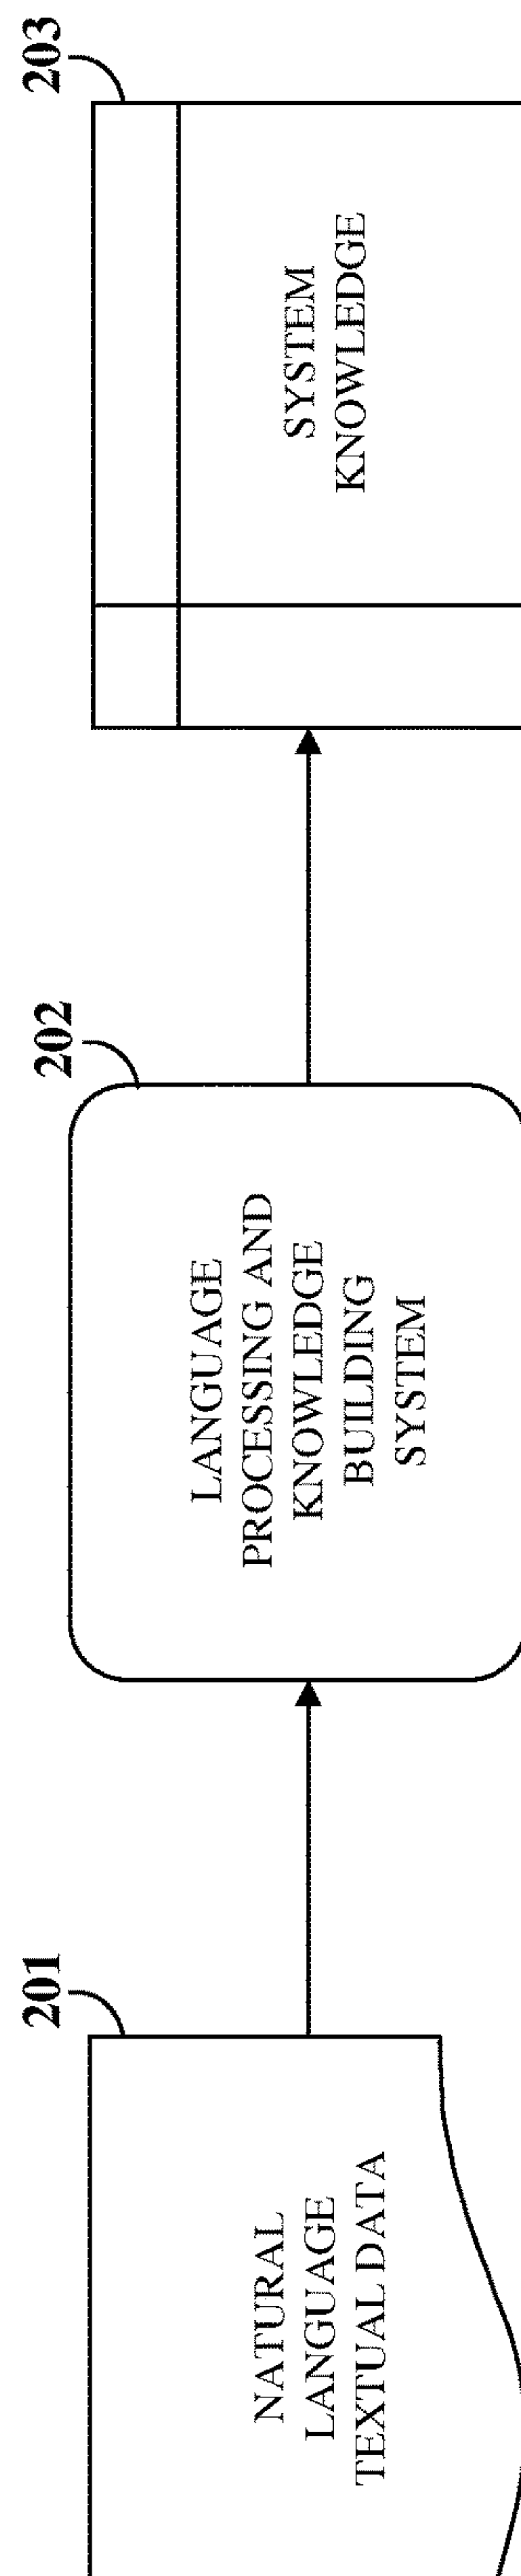 201
NATURAL
LANGUAGE
TEXTUAL DATA
202
LANGUAGE
PROCESSING AND
KNOWLEDGE
BUILDING
SYSTEM
203
SYSTEM
KNOWLEDGE